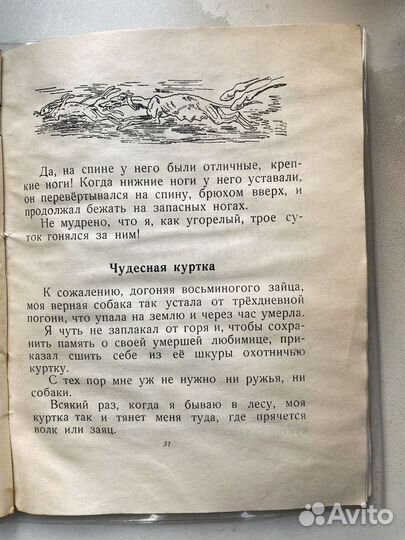 Да, на спине у него были отличные, креп-
кие ноги! Когда нижние ноги у него уставали,
он перевёртывался на спину, брюхом вверх, и
продолжал бежать на запасных ногах.
Не мудрено, что я, как угорелый, трое су-
ток гонялся за ним!
Чудесная куртка
К сожалению, догоняя восьминогого зайца,
моя верная собака так устала от трёхдневной
погони, что упала на землю и через час умерла.
Я чуть не заплакал от горя и, чтобы сохра-
нить память о своей умершей любимице, при-
казал сшить себе из её шкуры охотничью
куртку.
С тех пор мне уж не нужно ни ружья, ни
собаки.
Всякий раз, когда я бываю в лесу, моя
куртка так и тянет меня туда, где прячется
волк или заяц.
31
Avito